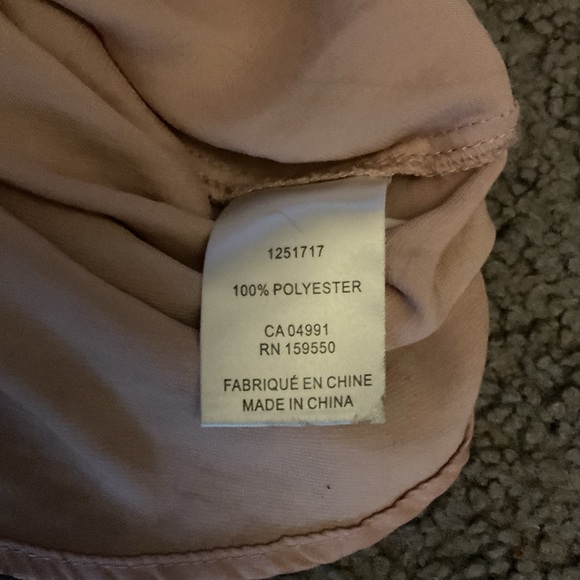 1251717
100% POLYESTER
CA 04991
RN 159550
FABRIQUÉ EN CHINE
MADE IN CHINA